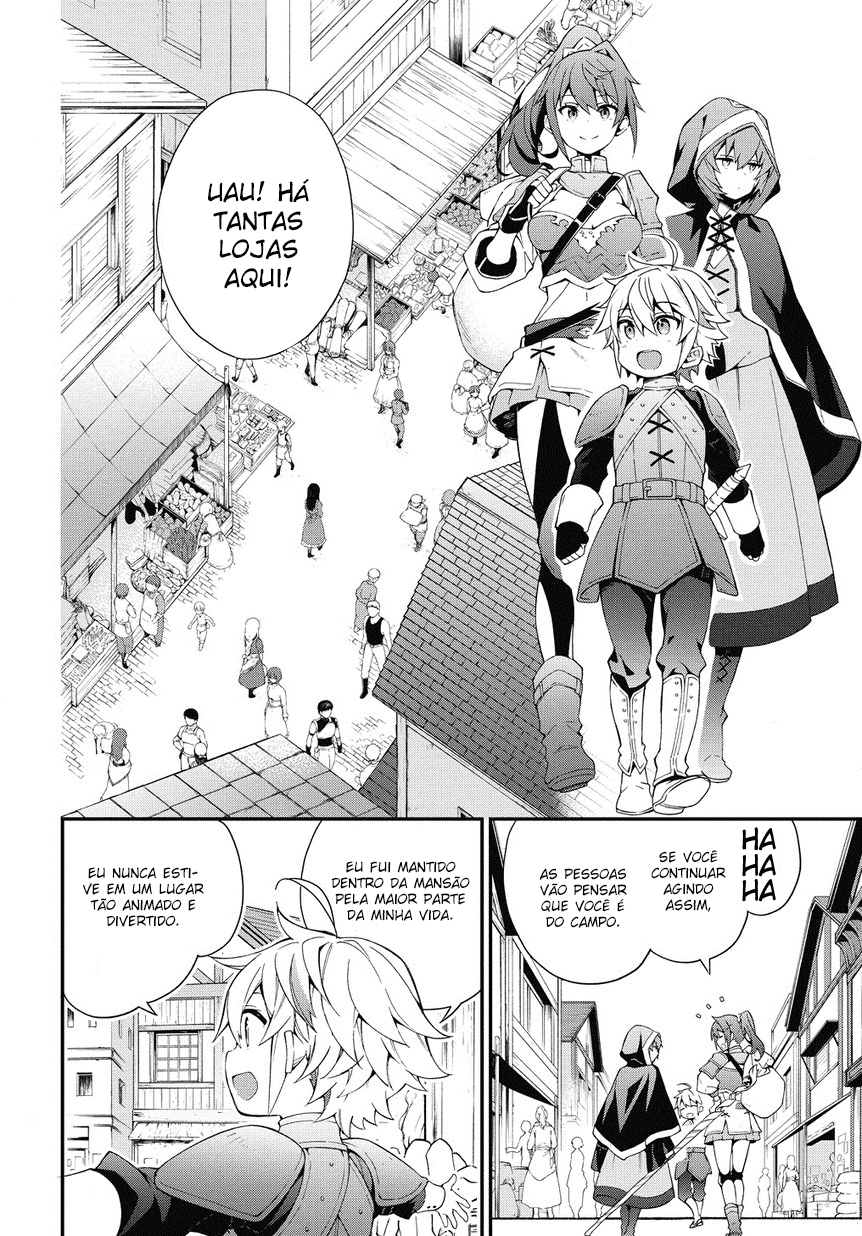 UAU! HÁ
TANTAS
LOJAS
AQUI!
HA
HA
HA
SE VOCÊ
CONTINUAR
AGINDO
ASSIM,
AS PESSOAS
VÃO PENSAR
QUE VOCÊ É
DO CAMPO.
EU FUI MANTIDO
DENTRO DA MANSÃO
PELA MAIOR PARTE
DA MINHA VIDA.
EU NUNCA ESTI-
VE EM UM LUGAR
TÃO ANIMADO E
DIVERTIDO.